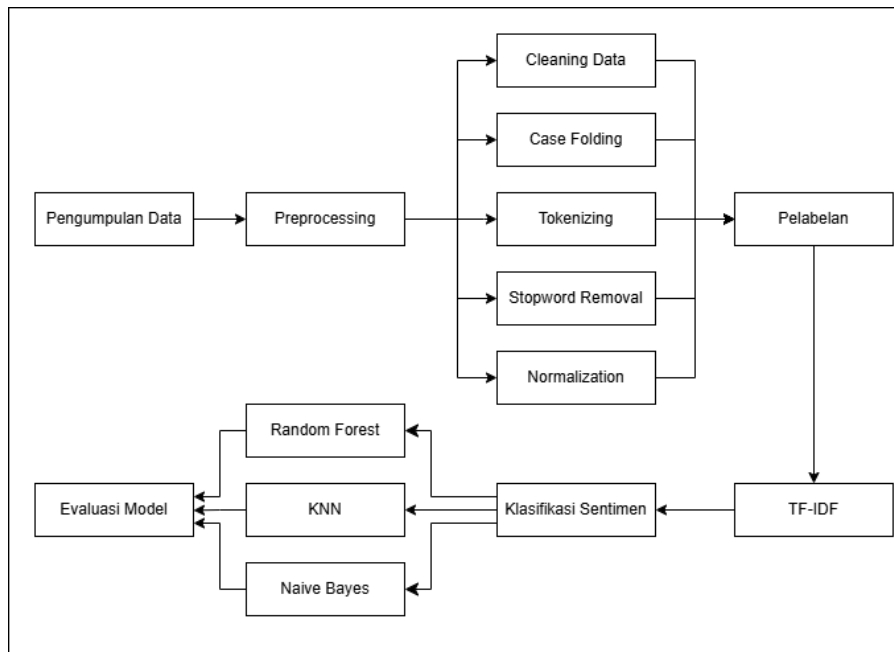 Pengumpulan Data
Preprocessing
Cleaning Data
Case Folding
Tokenizing
Stopword Removal
Normalization
Pelabelan
TF-IDF
Klasifikasi Sentimen
Random Forest
KNN
Naive Bayes
Evaluasi Model